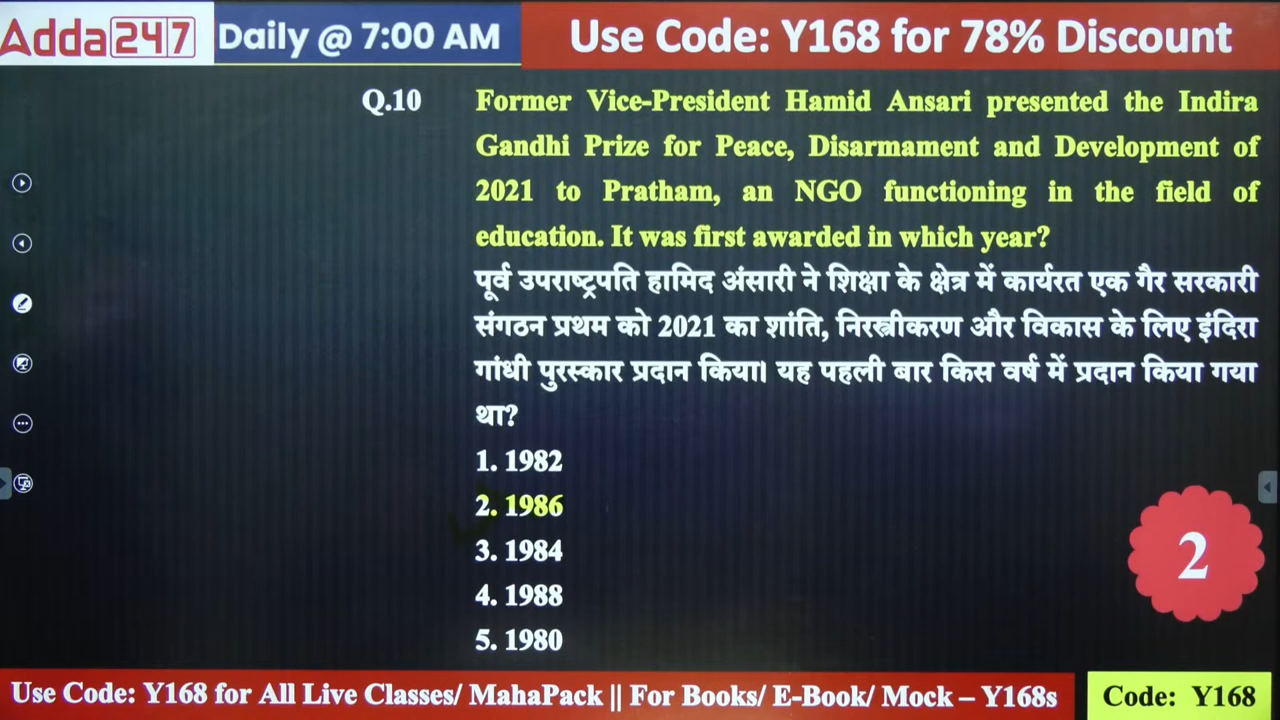 Adda247 Daily @ 7:00 AM Use Code: Y168 for 78% Discount
Q.10 Former Vice-President Hamid Ansari presented the Indira
Gandhi Prize for Peace, Disarmament and Development of
2021 to Pratham, an NGO functioning in the field of
education. It was first awarded in which year?
पूर्व उपराष्ट्रपति हामिद अंसारी ने शिक्षा के क्षेत्र में कार्यरत एक गैर सरकारी
संगठन प्रथम को 2021 का शांति, निरस्त्रीकरण और विकास के लिए इंदिरा
गांधी पुरस्कार प्रदान किया। यह पहली बार किस वर्ष में प्रदान किया गया
था?
1. 1982
2. 1986
3. 1984
4. 1988
5. 1980
2
Use Code: Y168 for All Live Classes/ MahaPack || For Books/ E-Book/ Mock – Y168s
Code: Y168